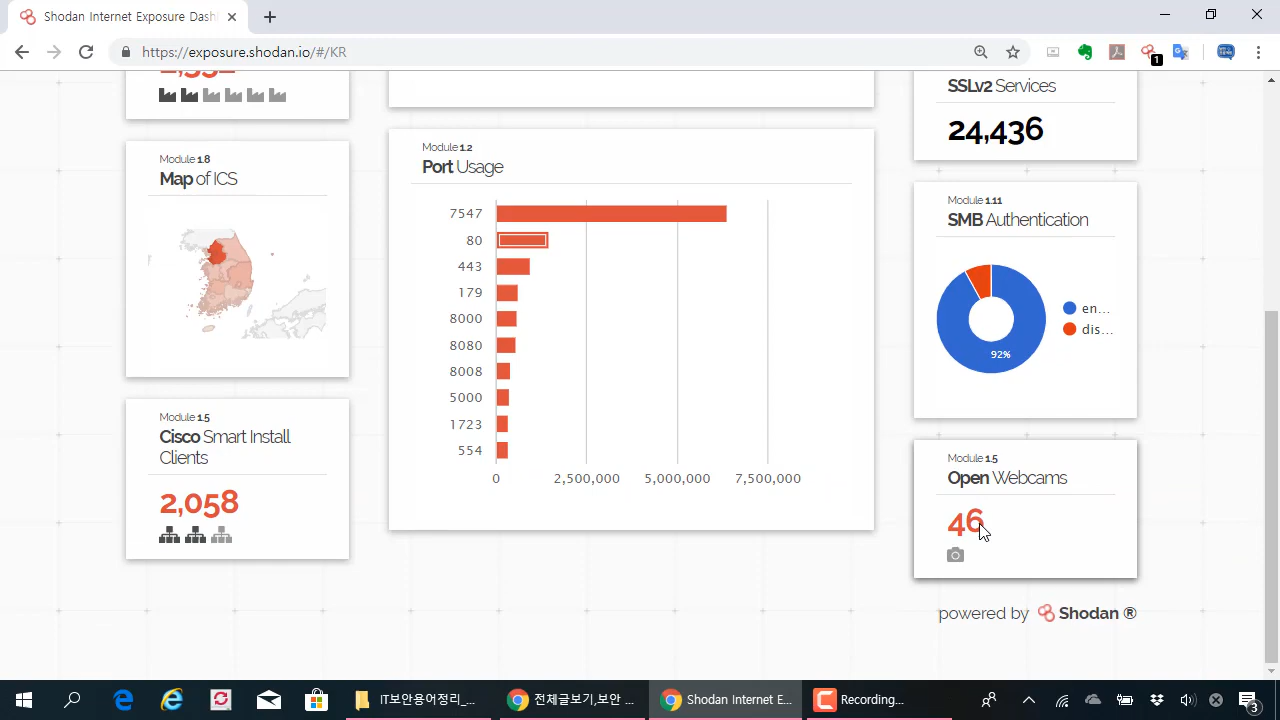 Shodan Internet Exposure Dash
https://exposure.shodan.io/#/KR
1
Module 1.8
Map of ICS
Module 1.5
Cisco Smart Install
Clients
2,058
Module 1.2
Port Usage
7547
80
443
179
8000
8080
8008
5000
1723
554
0
2,500,000
5,000,000
7,500,000
SSLv2 Services
24,436
Module 1.11
SMB Authentication
en...
dis...
92%
Module 1.5
Open Webcams
46
powered by Shodan ®
IT보안용어정리_...
전체글보기,보안 ...
Shodan Internet E...
Recording...
3